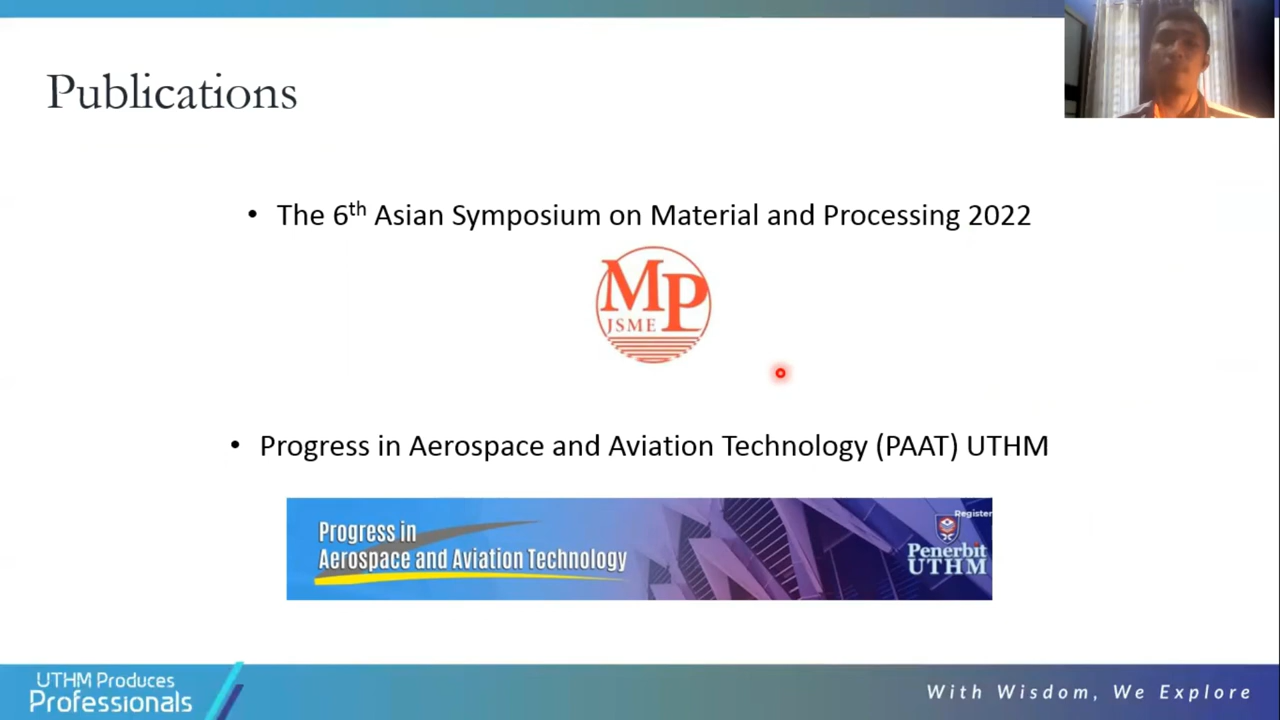 Publications
• The 6th Asian Symposium on Material and Processing 2022
MP
JSME
• Progress in Aerospace and Aviation Technology (PAAT) UTHM
Progress in
Aerospace and Aviation Technology
Register
Penerbit
UTHM
UTHM Produces
Professionals
With Wisdom, We Explore